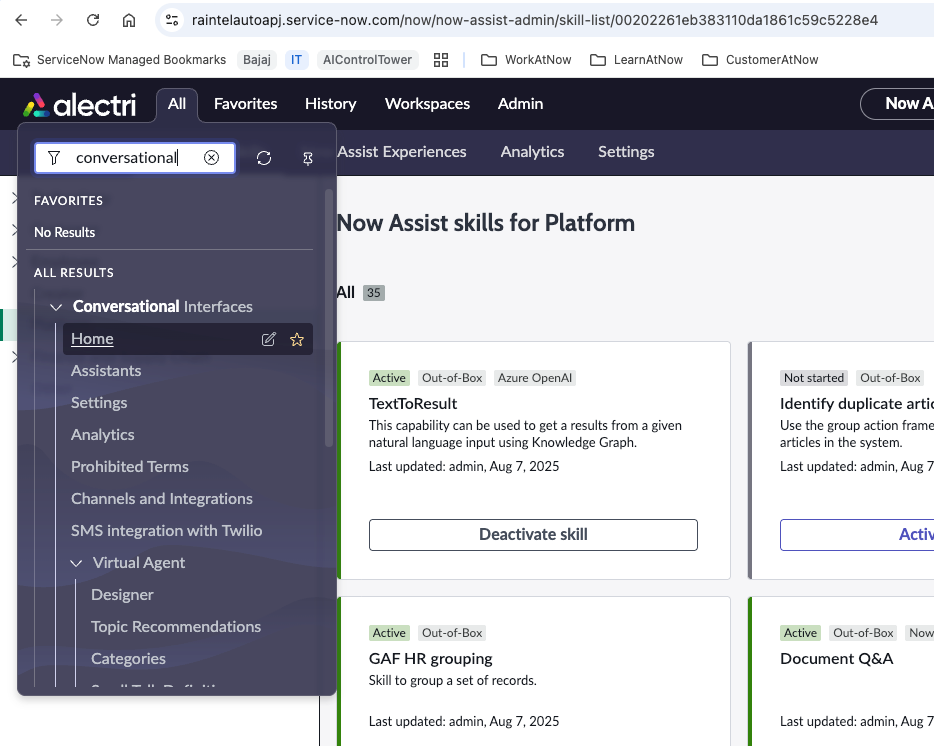 raintelautoapj.service-now.com/now/now-assist-admin/skill-list/00202261eb383110da1861c59c5228e4
ServiceNow Managed Bookmarks Bajaj IT AIControlTower WorkAtNow LearnAtNow CustomerAtNow
alectri All Favorites History Workspaces Admin Now A
conversational
Assist Experiences Analytics Settings
FAVORITES
No Results
ALL RESULTS
Conversational Interfaces
Home
Assistants
Settings
Analytics
Prohibited Terms
Channels and Integrations
SMS integration with Twilio
Virtual Agent
Designer
Topic Recommendations
Categories
Now Assist skills for Platform
All 35
Active Out-of-Box Azure OpenAI
TextToResult
This capability can be used to get a results from a given
natural language input using Knowledge Graph.
Last updated: admin, Aug 7, 2025
Deactivate skill
Not started Out-of-Box
Identify duplicate artic
Use the group action frame
articles in the system.
Last updated: admin, Aug 7
Activ
Active Out-of-Box
GAF HR grouping
Skill to group a set of records.
Last updated: admin, Aug 7, 2025
Active Out-of-Box Now
Document Q&A
Last updated: admin, Aug 7